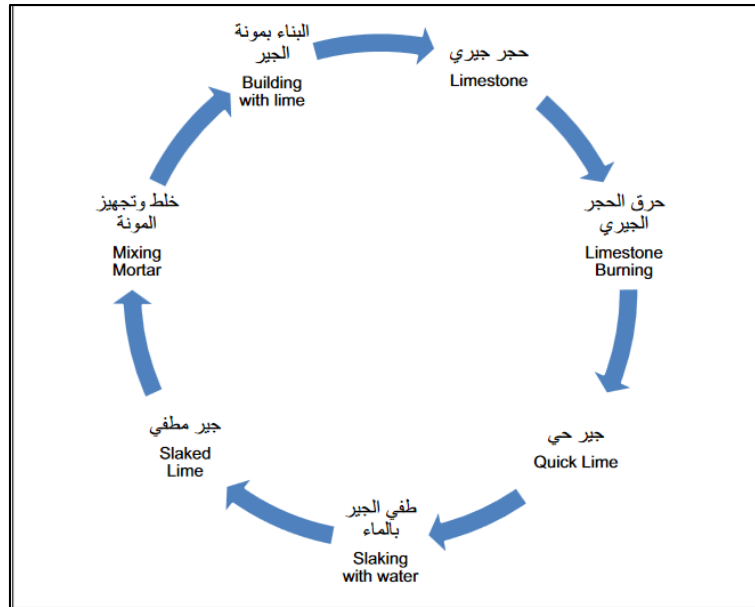 حجر جيري
Limestone
حرق الحجر
الجيري
Limestone
Burning
جير حي
Quick Lime
طفي الجير
بالماء
Slaking
with water
جير مطفي
Slaked
Lime
خلط وتجهيز
المونة
Mixing
Mortar
البناء بمونة
الجير
Building
with lime